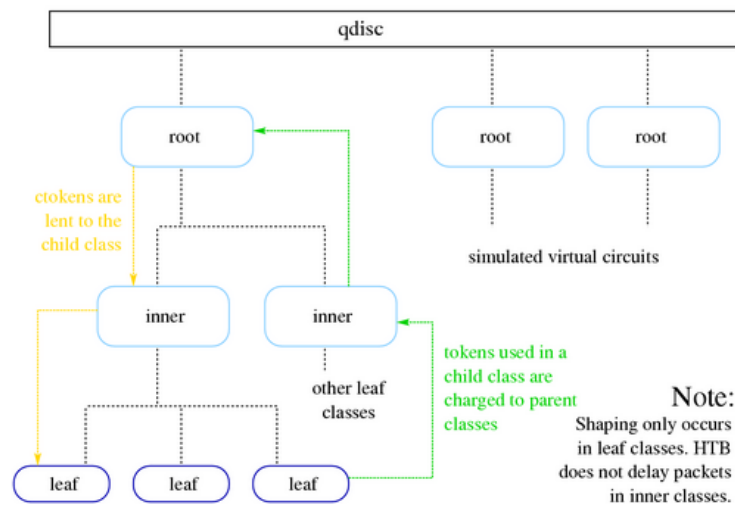 qdisc
root
root
root
ctokens are
lent to the
child class
simulated virtual circuits
inner
inner
other leaf
classes
tokens used in a
child class are
charged to parent
classes
Note:
Shaping only occurs
in leaf classes. HTB
does not delay packets
in inner classes.
leaf
leaf
leaf